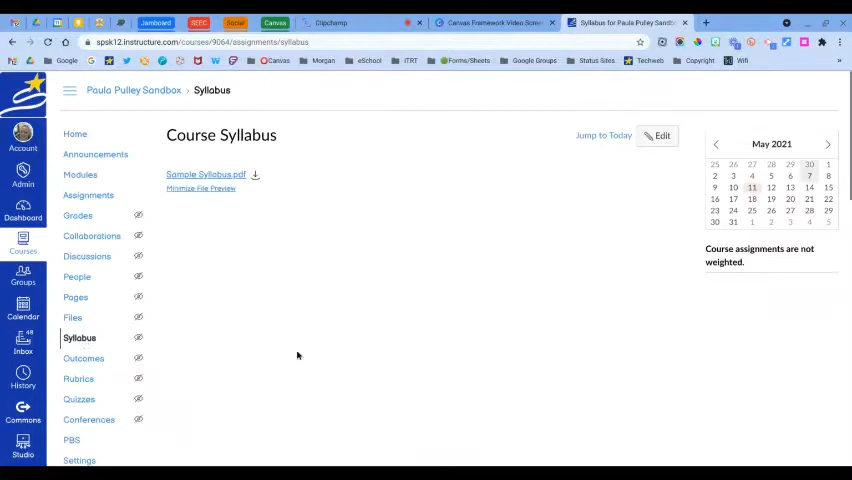 Jamboard
SEEC
Social
Canvas
Clipchamp
Canvas Framework Video Screen
Syllabus for Paula Pulley Sandbo
spsk12.instructure.com/courses/9064/assignments/syllabus
Google
Canvas
Morgan
eSchool
ITRT
Forms/Sheets
Google Groups
Status Sites
Techweb
Copyright
Wifi
Paula Pulley Sandbox › Syllabus
Account
Admin
Dashboard
Courses
Groups
Calendar
48
Inbox
History
Commons
Studio
Home
Announcements
Modules
Assignments
Grades
Collaborations
Discussions
People
Pages
Files
Syllabus
Outcomes
Rubrics
Quizzes
Conferences
PBS
Settings
Course Syllabus
Jump to Today
Edit
Sample Syllabus.pdf
Minimize File Preview
May 2021
25 26 27 28 29 30 1
2 3 4 5 6 7 8
9 10 11 12 13 14 15
16 17 18 19 20 21 22
23 24 25 26 27 28 29
30 31 1 2 3 4 5
Course assignments are not
weighted.